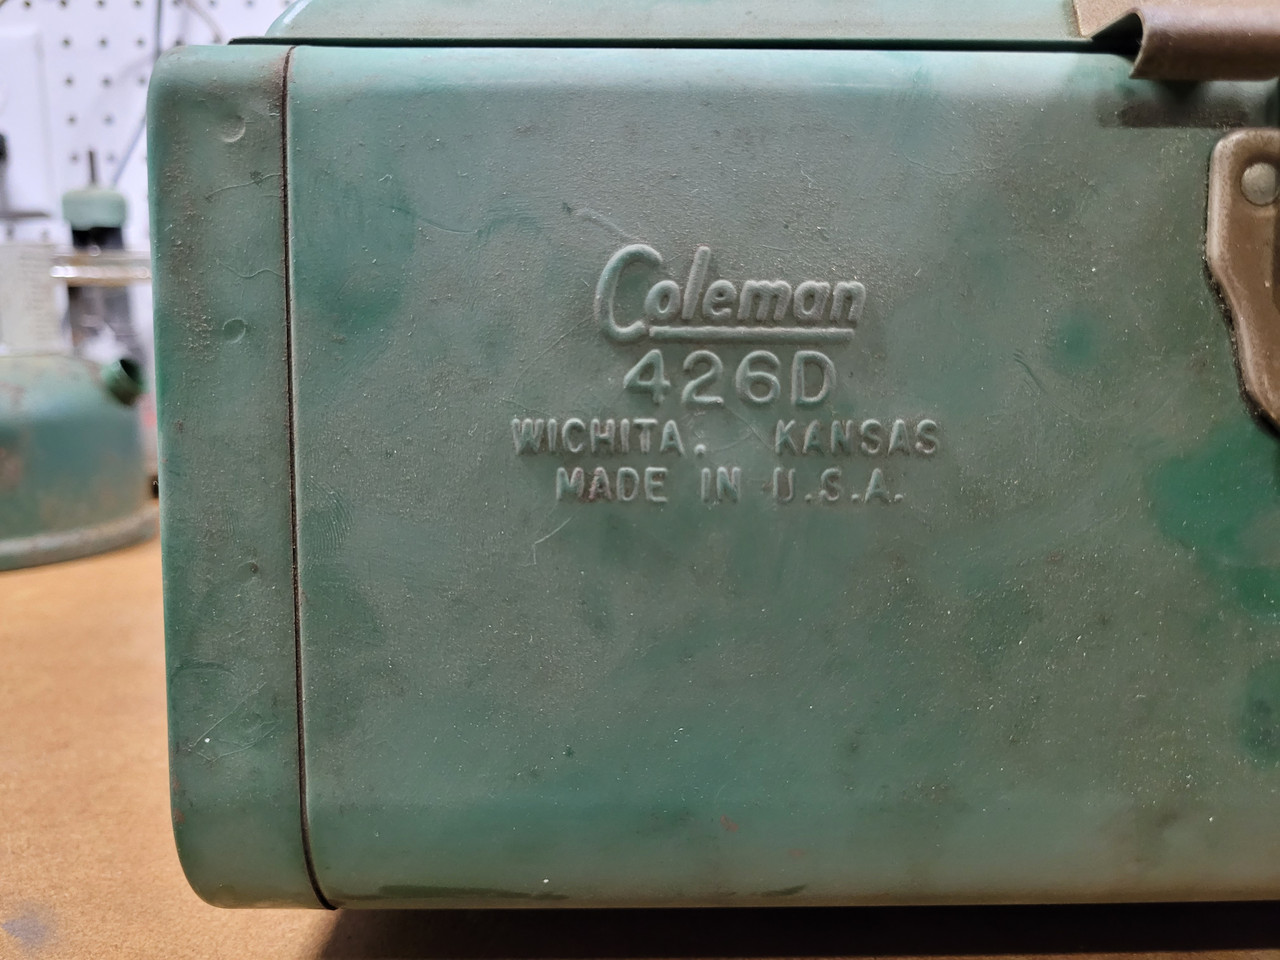 Coleman
426D
WICHITA. KANSAS
MADE IN U.S.A.